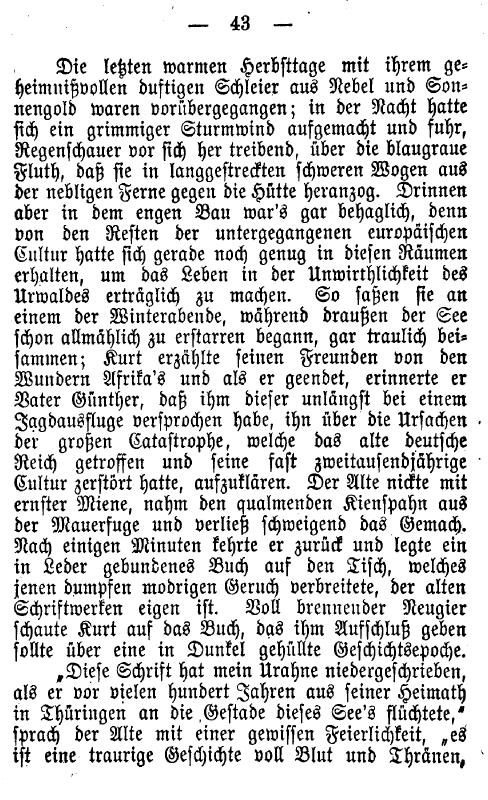 — 43 —
Die letzten warmen Herbsttage mit ihrem ge-
heimnißvollen duftigen Schleier aus Nebel und Son-
nengold waren vorübergegangen; in der Nacht hatte
sich ein grimmiger Sturmwind aufgemacht und fuhr,
Regenschauer vor sich her treibend, über die blaugraue
Fluth, daß sie in langgestreckten schweren Wogen aus
der nebligen Ferne gegen die Hütte heranzog. Drinnen
aber in dem engen Bau war's gar behaglich, denn
von den Resten der untergegangenen europäischen
Cultur hatte sich gerade noch genug in diesen Räumen
erhalten, um das Leben in der Unwirthlichkeit des
Urwaldes erträglich zu machen. So saßen sie an
einem der Winterabende, während draußen der See
schon allmählich zu erstarren begann, gar traulich bei-
sammen; Kurt erzählte seinen Freunden von den
Wundern Afrika's und als er geendet, erinnerte er
Vater Günther, daß ihm dieser unlängst bei einem
Jagdausfluge versprochen habe, ihn über die Ursachen
der großen Catastrophe, welche das alte deutsche
Reich getroffen und seine fast zweitausendjährige
Cultur zerstört hatte, aufzuklären. Der Alte nickte mit
ernster Miene, nahm den qualmenden Kienspahn aus
der Mauerfuge und verließ schweigend das Gemach.
Nach einigen Minuten kehrte er zurück und legte ein
in Leder gebundenes Buch auf den Tisch, welches
jenen dumpfen modrigen Geruch verbreitete, der alten
Schriftwerken eigen ist. Voll brennender Neugier
schaute Kurt auf das Buch, das ihm Aufschluß geben
sollte über eine in Dunkel gehüllte Geschichtsepoche.
„Diese Schrift hat mein Urahne niedergeschrieben,
als er vor vielen hundert Jahren aus seiner Heimath
in Thüringen an die Gestade dieses See's flüchtete,"
sprach der Alte mit einer gewissen Feierlichkeit, „es
ist eine traurige Geschichte voll Blut und Thränen,